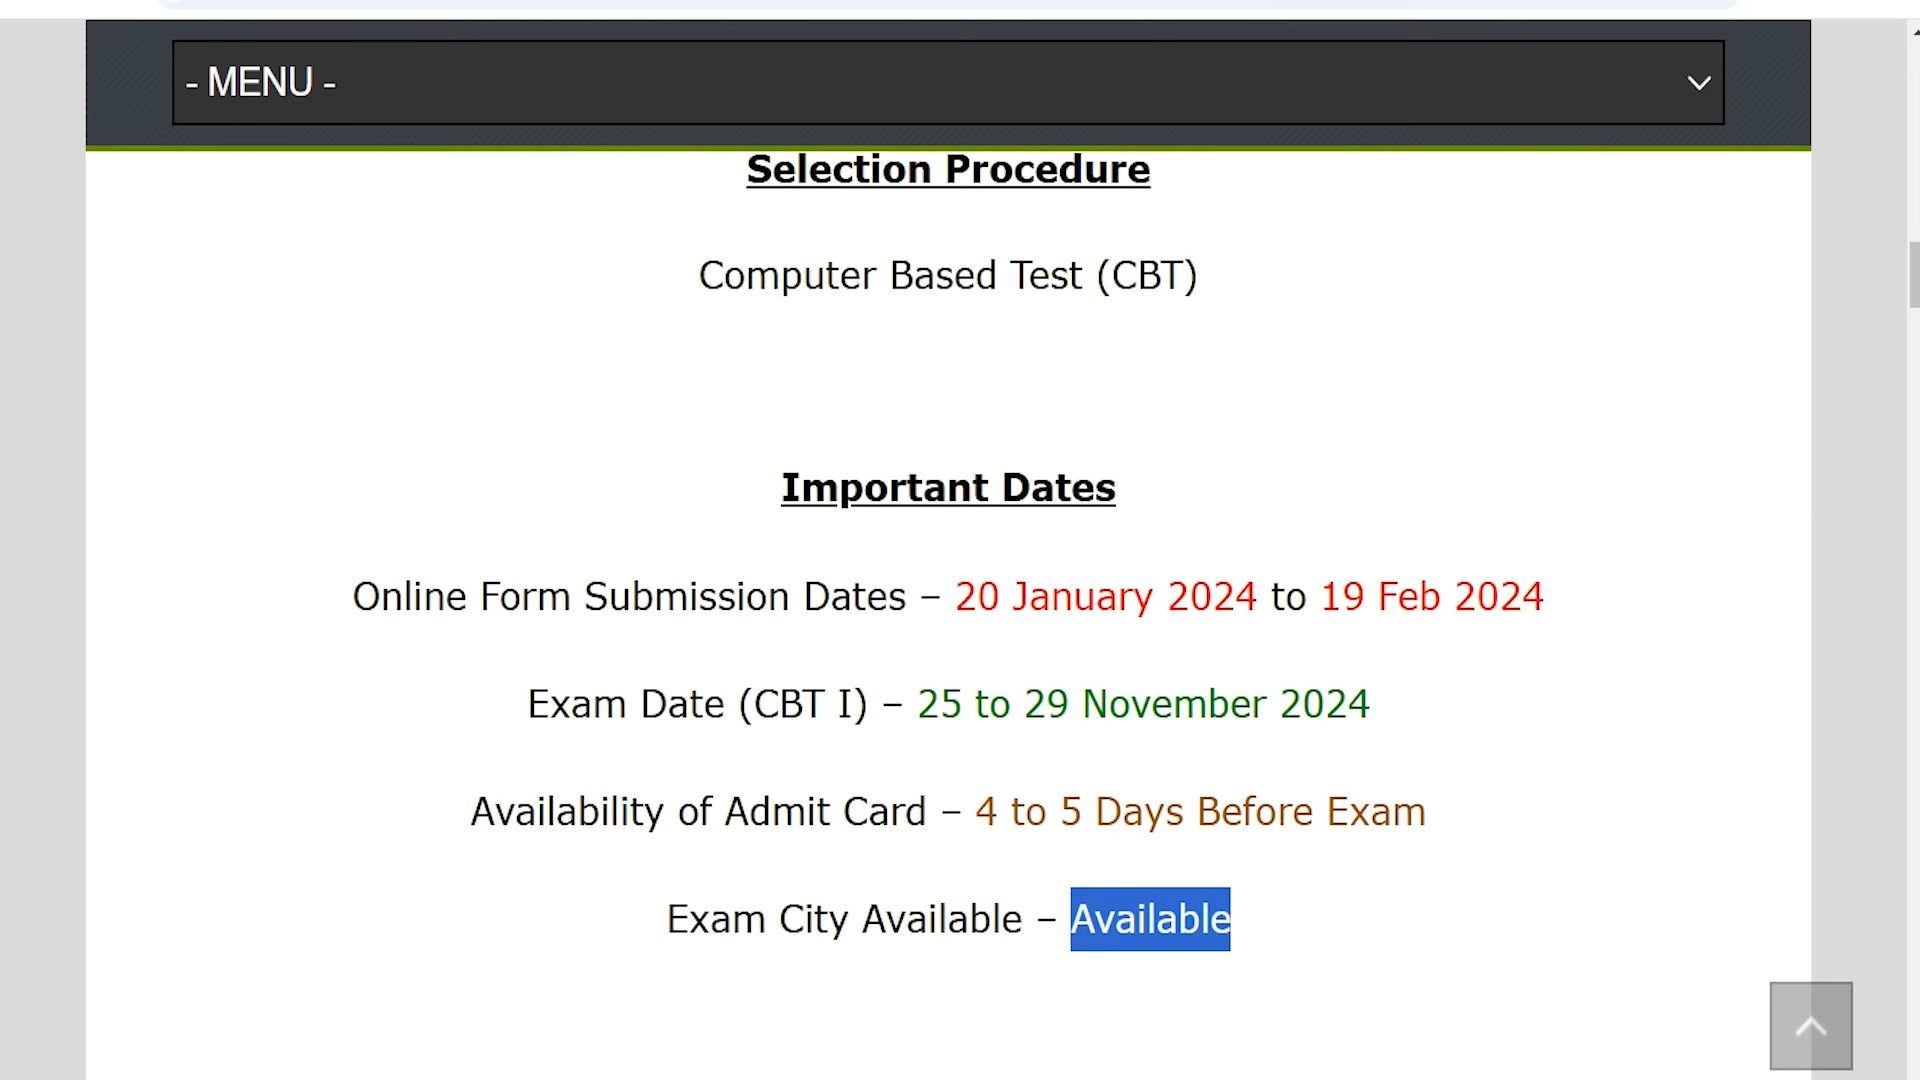 - MENU -
Selection Procedure
Computer Based Test (CBT)
Important Dates
Online Form Submission Dates – 20 January 2024 to 19 Feb 2024
Exam Date (CBT I) – 25 to 29 November 2024
Availability of Admit Card – 4 to 5 Days Before Exam
Exam City Available – Available